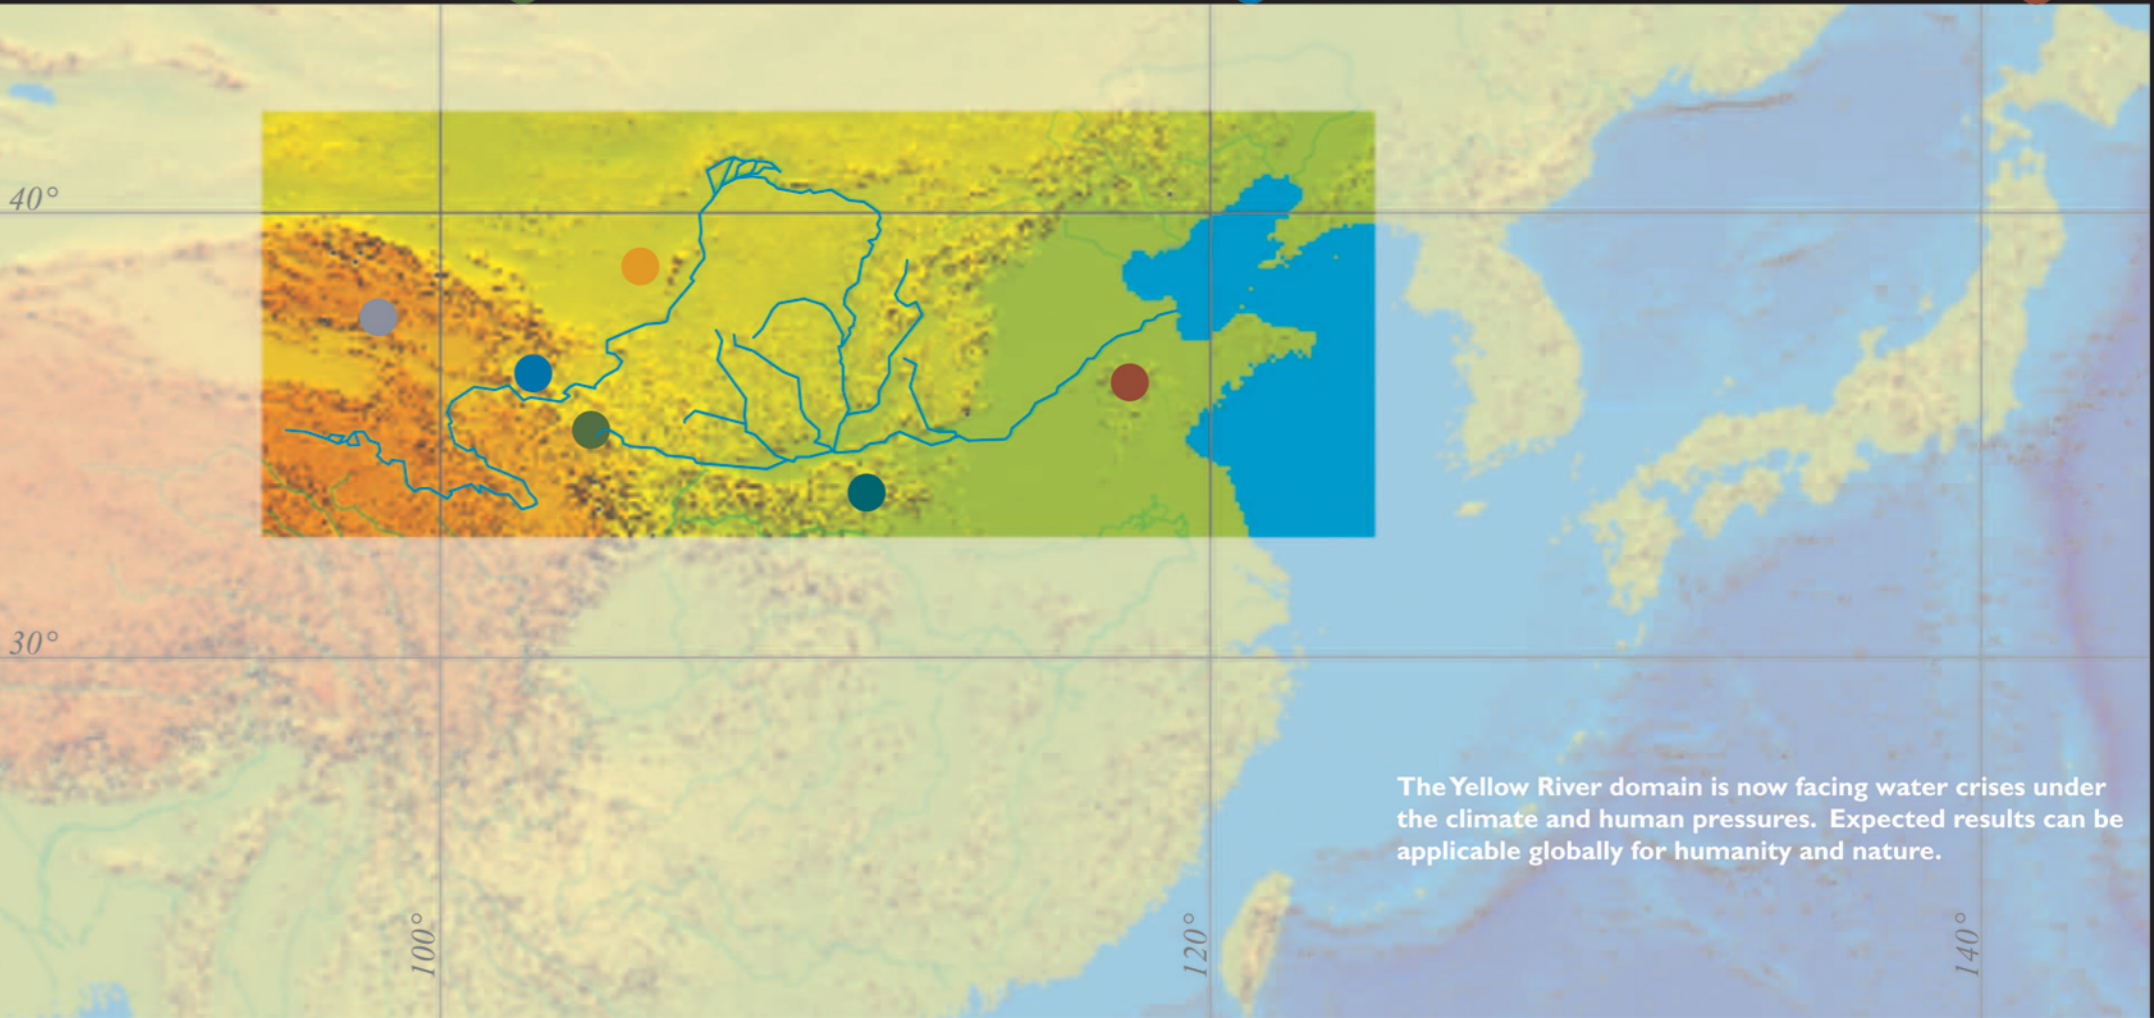 40°
30°
The Yellow River domain is now facing water crises under
the climate and human pressures. Expected results can be
applicable globally for humanity and nature.
100°
120°
140°